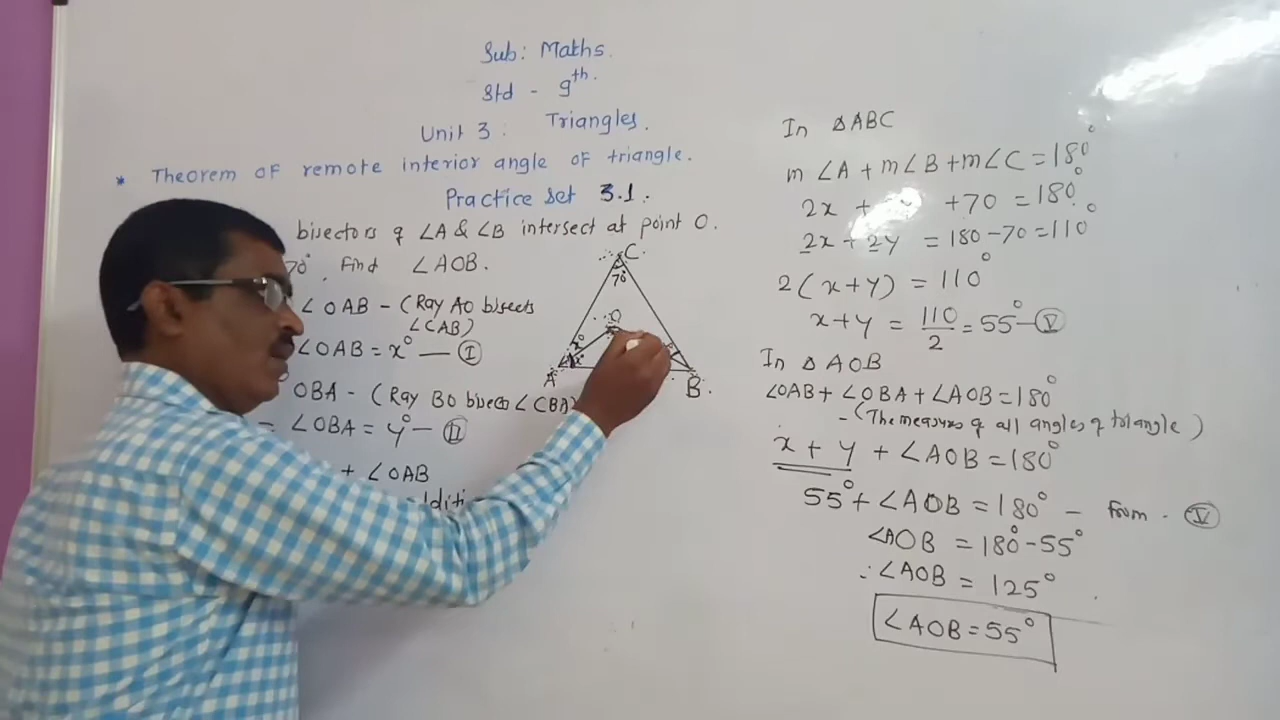 Sub: Maths.
Std - 9th.
Unit 3: Triangles.
* Theorem of remote interior angle of triangle.
Practice Set 3.1.
bisectors of ∠A & ∠B intersect at point O.
70°. Find ∠AOB.
∠OAB - (Ray AO bisects ∠CAB)
∠OAB = x° — Ⓘ
OBA - (Ray BO bisects ∠CBA)
= ∠OBA = y° — Ⓘ Ⓘ
+ ∠OAB
C.
70°
O
x°
x°
A
B.
In △ABC
m∠A + m∠B + m∠C = 180°
2x + y + 70 = 180°
2x + 2y = 180 - 70 = 110°
2(x + y) = 110°
x + y = 110/2 = 55° — Ⓥ
In △AOB
∠OAB + ∠OBA + ∠AOB = 180°
- (The measures of all angles of triangle)
x + y + ∠AOB = 180°
55° + ∠AOB = 180° - from - Ⓥ
∠AOB = 180° - 55°
∴ ∠AOB = 125°
∠AOB = 55°